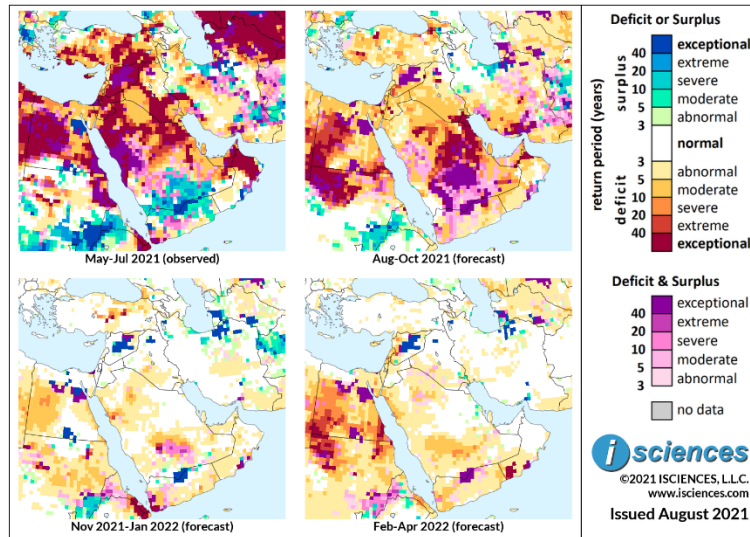 May-Jul 2021 (observed)
Aug-Oct 2021 (forecast)
Nov 2021-Jan 2022 (forecast)
Feb-Apr 2022 (forecast)
Deficit or Surplus
return period (years)
surplus
deficit
40
20
10
5
3
3
5
10
20
40
exceptional
extreme
severe
moderate
abnormal
normal
abnormal
moderate
severe
extreme
exceptional
Deficit & Surplus
40
20
10
5
3
exceptional
extreme
severe
moderate
abnormal
no data
i sciences
©2021 ISCIENCES, L.L.C.
www.isciences.com
Issued August 2021